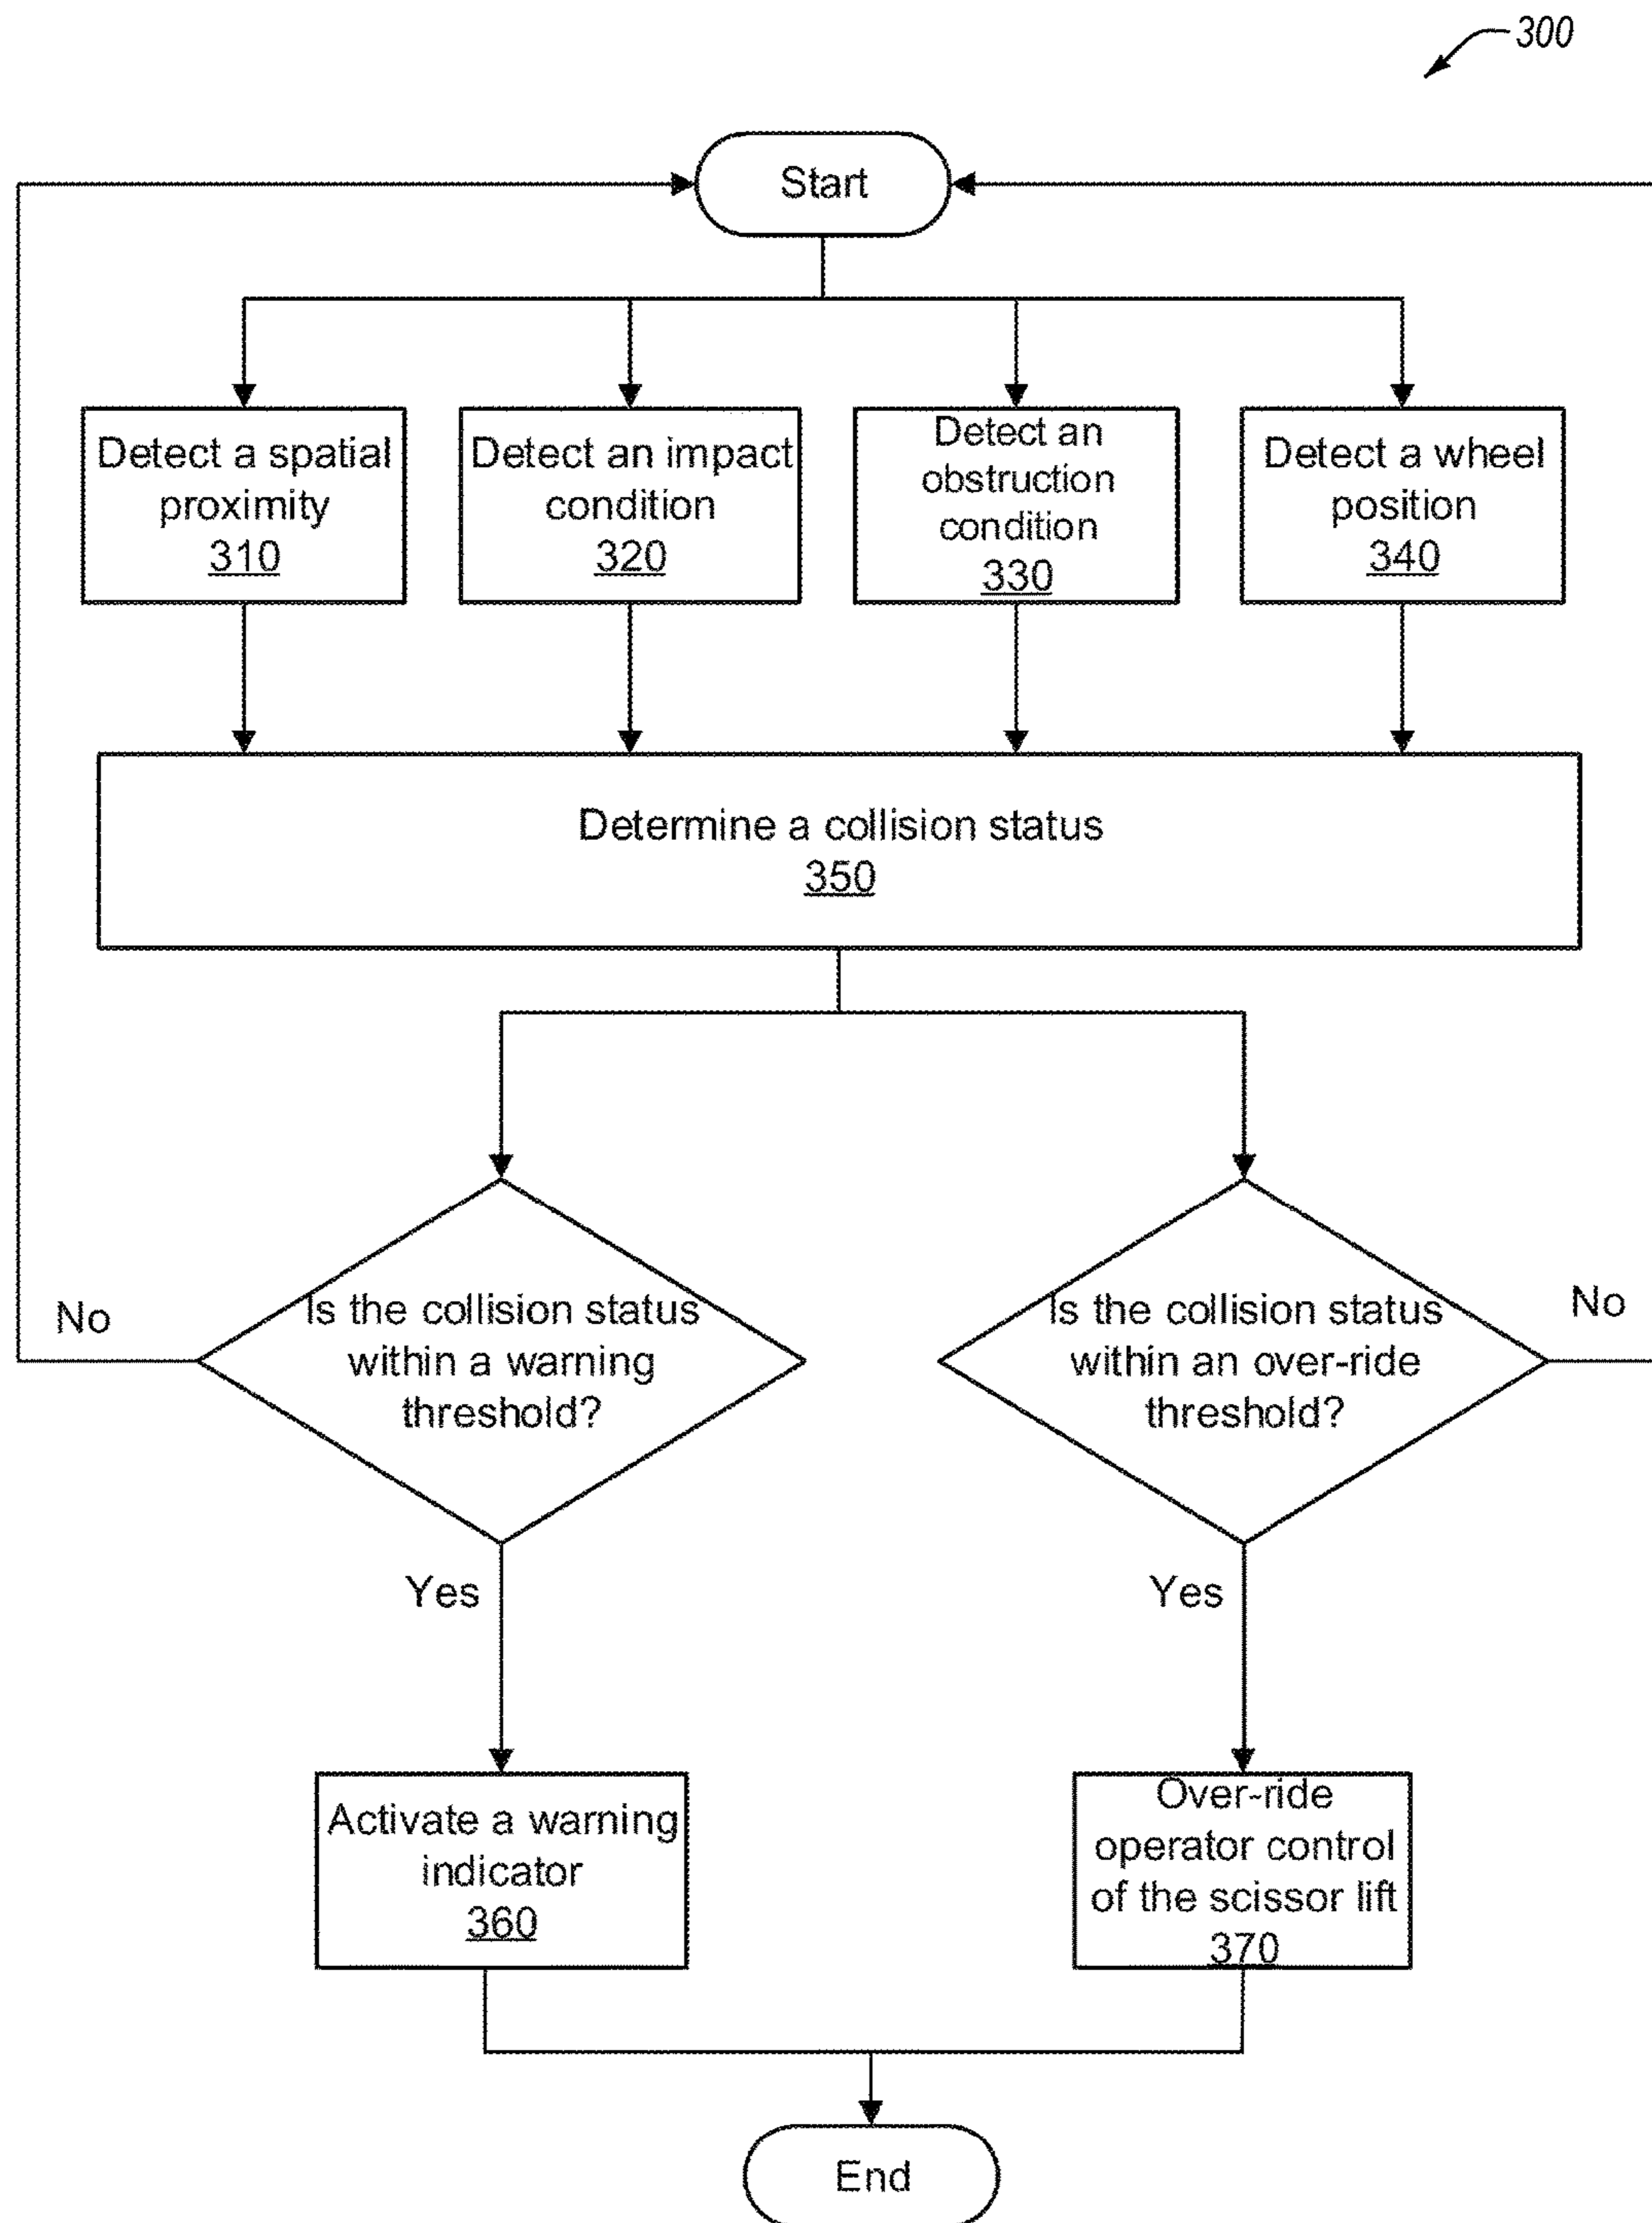 300
Start
Detect a spatial
proximity
310
Detect an impact
condition
320
Detect an
obstruction
condition
330
Detect a wheel
position
340
Determine a collision status
350
No
Is the collision status
within a warning
threshold?
Is the collision status
within an over-ride
threshold?
No
Yes
Yes
Activate a warning
indicator
360
Over-ride
operator control
of the scissor lift
370
End